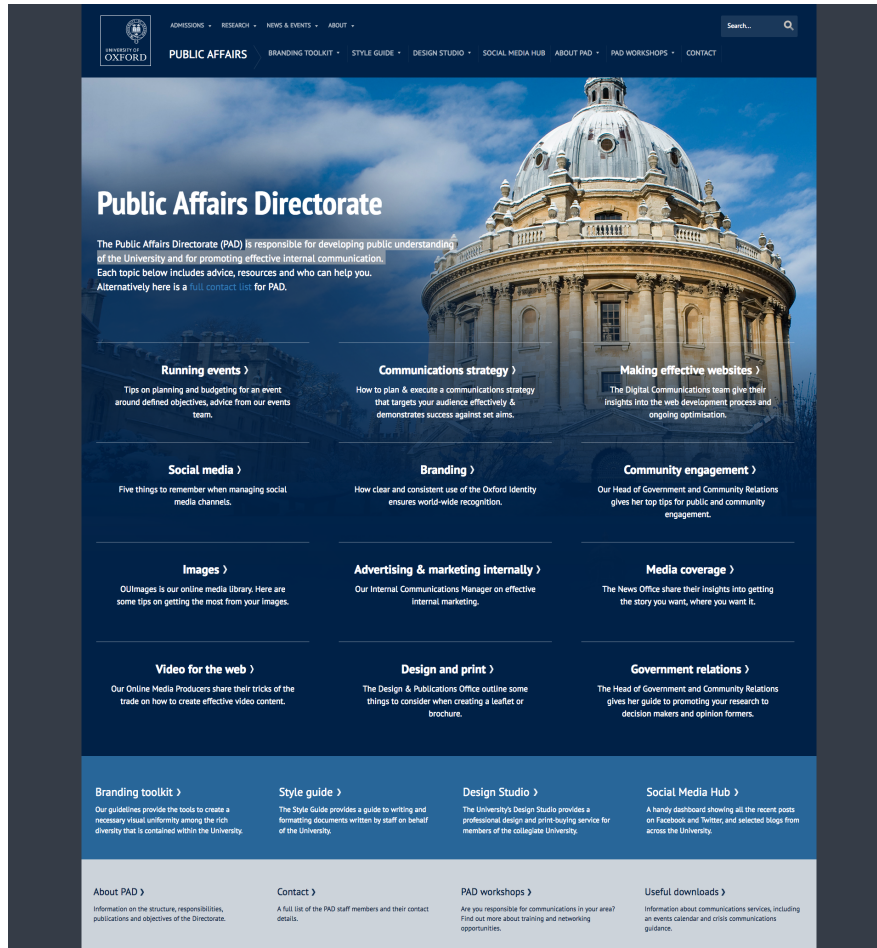 ADMISSIONS
RESEARCH
NEWS & EVENTS
ABOUT
Search...
UNIVERSITY OF
OXFORD
PUBLIC AFFAIRS
BRANDING TOOLKIT
STYLE GUIDE
DESIGN STUDIO
SOCIAL MEDIA HUB
ABOUT PAD
PAD WORKSHOPS
CONTACT
Public Affairs Directorate
The Public Affairs Directorate (PAD) is responsible for developing public understanding
of the University and for promoting effective internal communication.
Each topic below includes advice, resources and who can help you.
Alternatively here is a full contact list for PAD.
Running events ❭
Tips on planning and budgeting for an event
around defined objectives, advice from our events
team.
Communications strategy ❭
How to plan & execute a communications strategy
that targets your audience effectively &
demonstrates success against set aims.
Making effective websites ❭
The Digital Communications team give their
insights into the web development process and
ongoing optimisation.
Social media ❭
Five things to remember when managing social
media channels.
Branding ❭
How clear and consistent use of the Oxford Identity
ensures world-wide recognition.
Community engagement ❭
Our Head of Government and Community Relations
gives her top tips for public and community
engagement.
Images ❭
OUImages is our online media library. Here are
some tips on getting the most from your images.
Advertising & marketing internally ❭
Our Internal Communications Manager on effective
internal marketing.
Media coverage ❭
The News Office share their insights into getting
the story you want, where you want it.
Video for the web ❭
Our Online Media Producers share their tricks of the
trade on how to create effective video content.
Design and print ❭
The Design & Publications Office outline some
things to consider when creating a leaflet or
brochure.
Government relations ❭
The Head of Government and Community Relations
gives her guide to promoting your research to
decision makers and opinion formers.
Branding toolkit ❭
Our guidelines provide the tools to create a
necessary visual uniformity among the rich
diversity that is contained within the University.
Style guide ❭
The Style Guide provides a guide to writing and
formatting documents written by staff on behalf
of the University.
Design Studio ❭
The University's Design Studio provides a
professional design and print-buying service for
members of the collegiate University.
Social Media Hub ❭
A handy dashboard showing all the recent posts
on Facebook and Twitter, and selected blogs from
across the University.
About PAD ❭
Information on the structure, responsibilities,
publications and objectives of the Directorate.
Contact ❭
A full list of the PAD staff members and their contact
details.
PAD workshops ❭
Are you responsible for communications in your area?
Find out more about training and networking
opportunities.
Useful downloads ❭
Information about communications services, including
an events calendar and crisis communications
guidance.